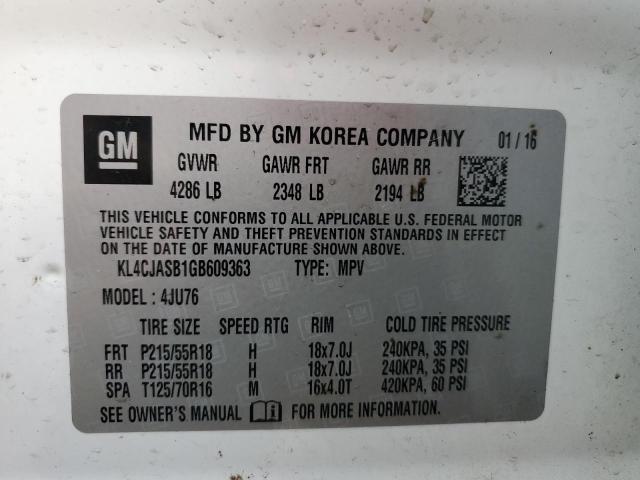 GM MFD BY GM KOREA COMPANY 01 / 16
GVWR GAWR FRT GAWR RR
4286 LB 2348 LB 2194 LB
THIS VEHICLE CONFORMS TO ALL APPLICABLE U.S. FEDERAL MOTOR
VEHICLE SAFETY AND THEFT PREVENTION STANDARDS IN EFFECT
ON THE DATE OF MANUFACTURE SHOWN ABOVE.
KL4CJASB1GB609363 TYPE: MPV
MODEL : 4JU76
TIRE SIZE SPEED RTG RIM COLD TIRE PRESSURE
FRT P215/55R18 H 18x7.0J 240KPA, 35 PSI
RR P215/55R18 H 18x7.0J 240KPA, 35 PSI
SPA T125/70R16 M 16x4.0T 420KPA, 60 PSI
SEE OWNER'S MANUAL FOR MORE INFORMATION.